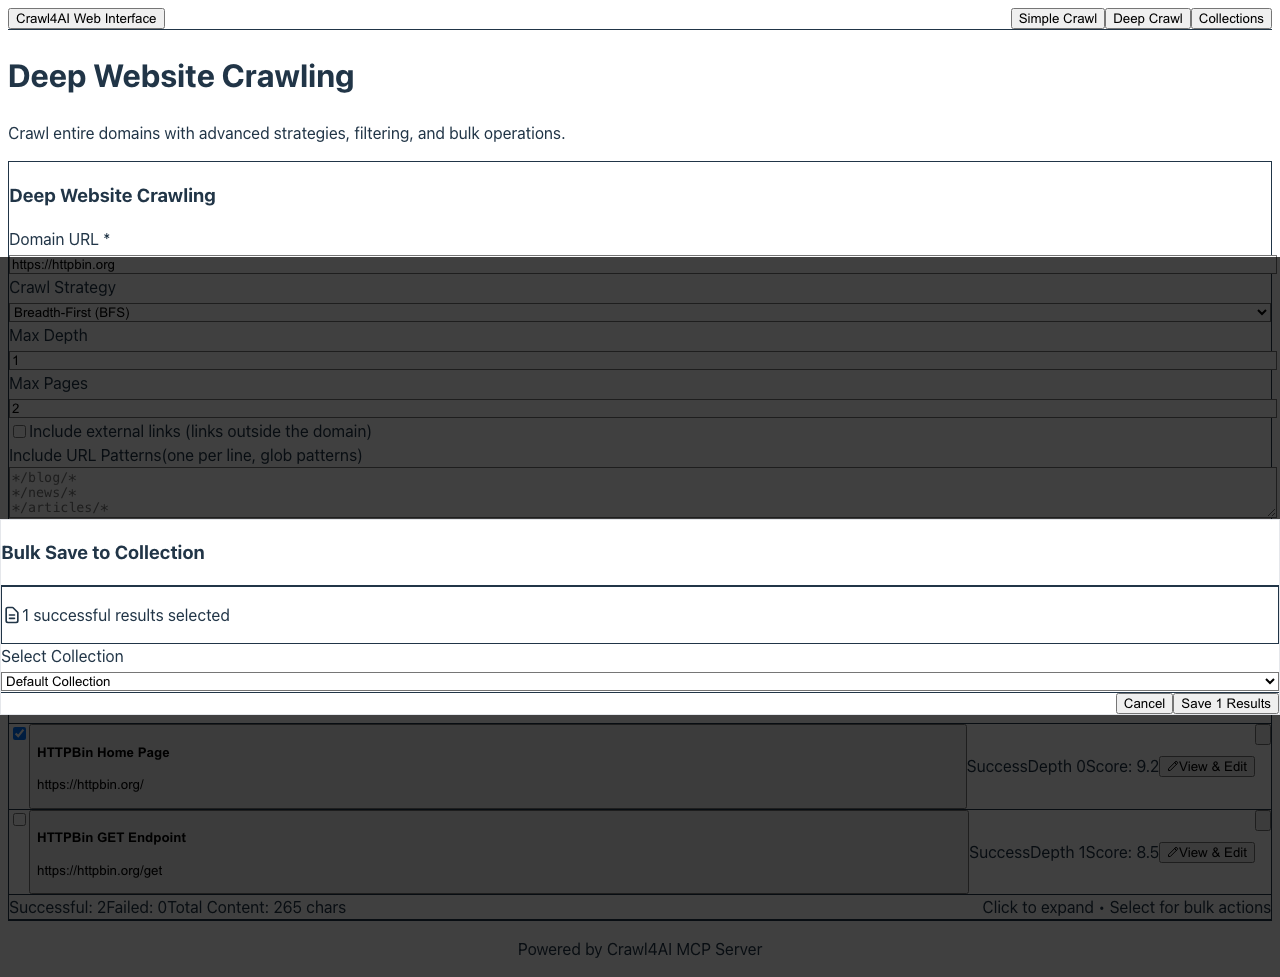 Crawl4AI Web Interface
Simple Crawl Deep Crawl Collections
Deep Website Crawling
Crawl entire domains with advanced strategies, filtering, and bulk operations.
Deep Website Crawling
Domain URL *
https://httpbin.org
Crawl Strategy
Breadth-First (BFS)
Max Depth
1
Max Pages
2
Include external links (links outside the domain)
Include URL Patterns(one per line, glob patterns)
*/blog/*
*/news/*
*/articles/*
Bulk Save to Collection
1 successful results selected
Select Collection
Default Collection
Cancel Save 1 Results
HTTPBin Home Page
https://httpbin.org/
SuccessDepth 0Score: 9.2 View & Edit
HTTPBin GET Endpoint
https://httpbin.org/get
SuccessDepth 1Score: 8.5 View & Edit
Successful: 2Failed: 0Total Content: 265 chars
Click to expand • Select for bulk actions
Powered by Crawl4AI MCP Server